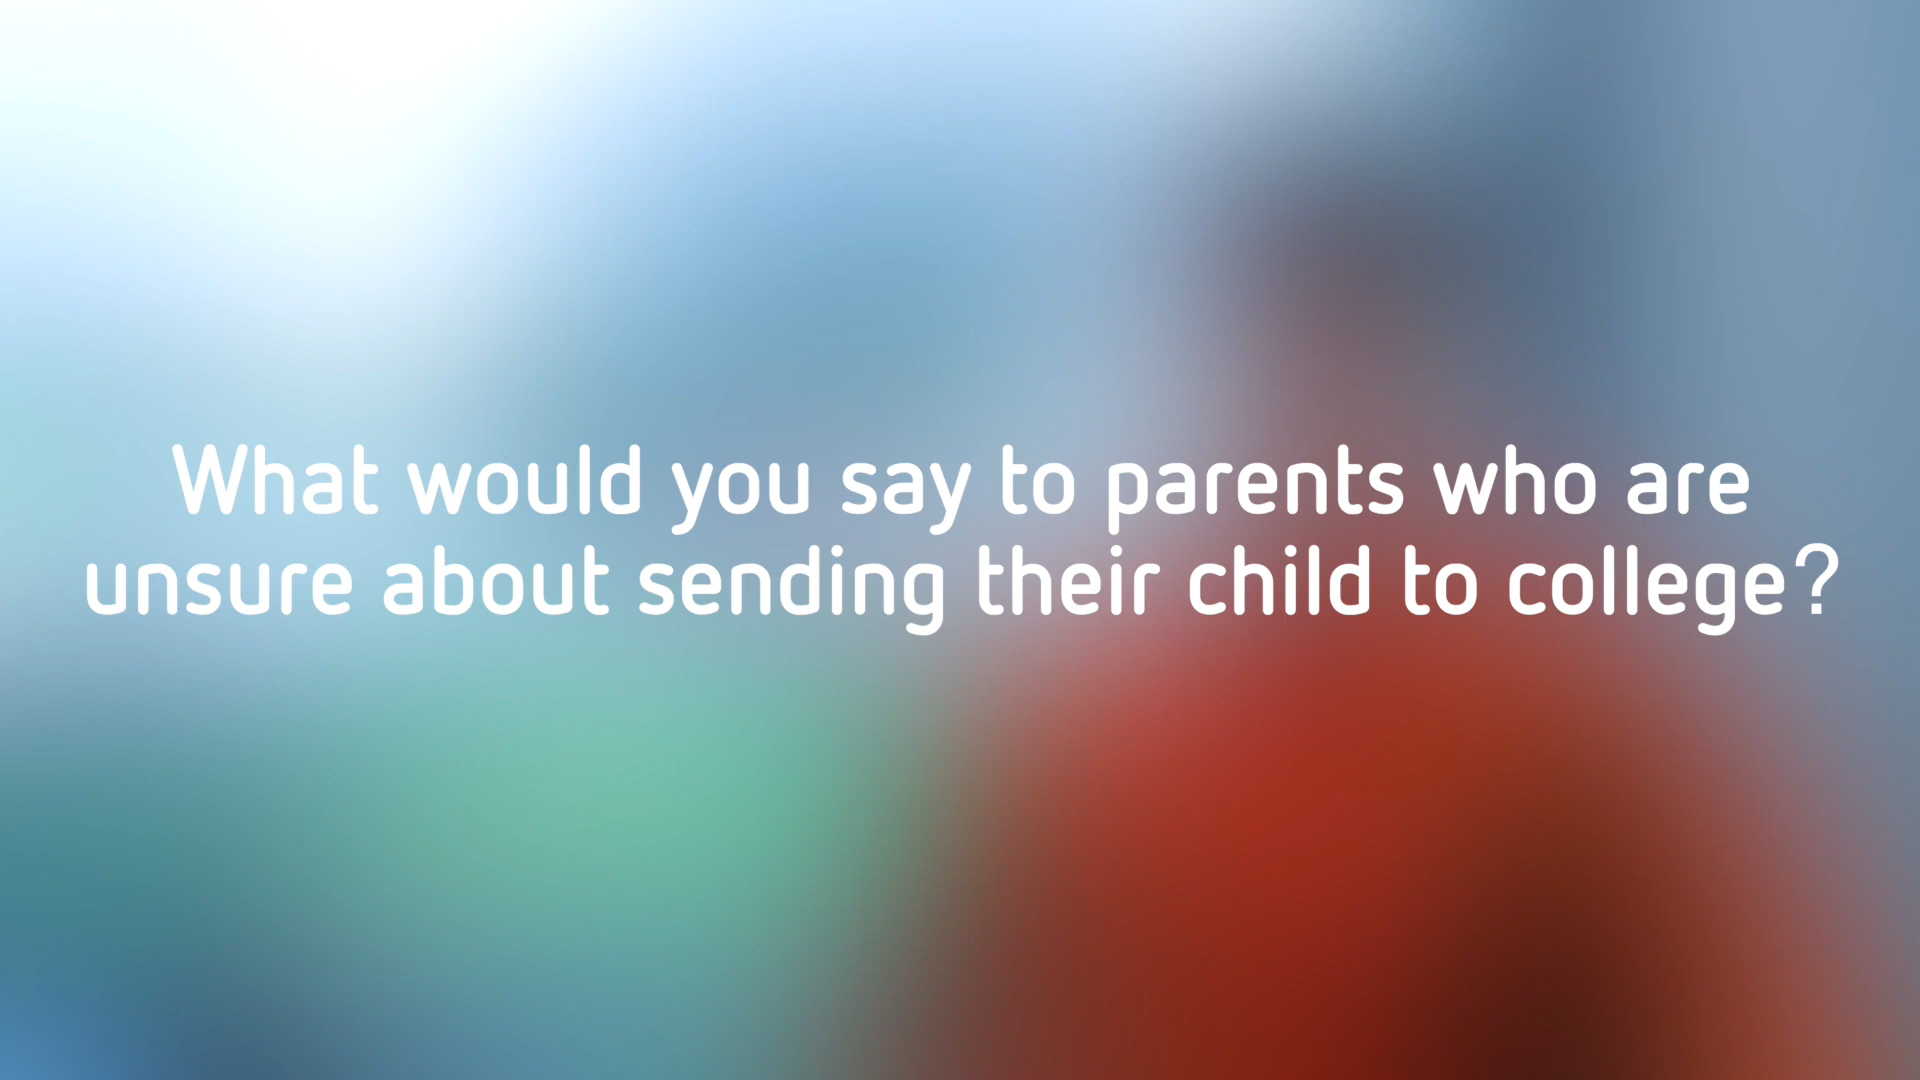 What would you say to parents who are
unsure about sending their child to college?